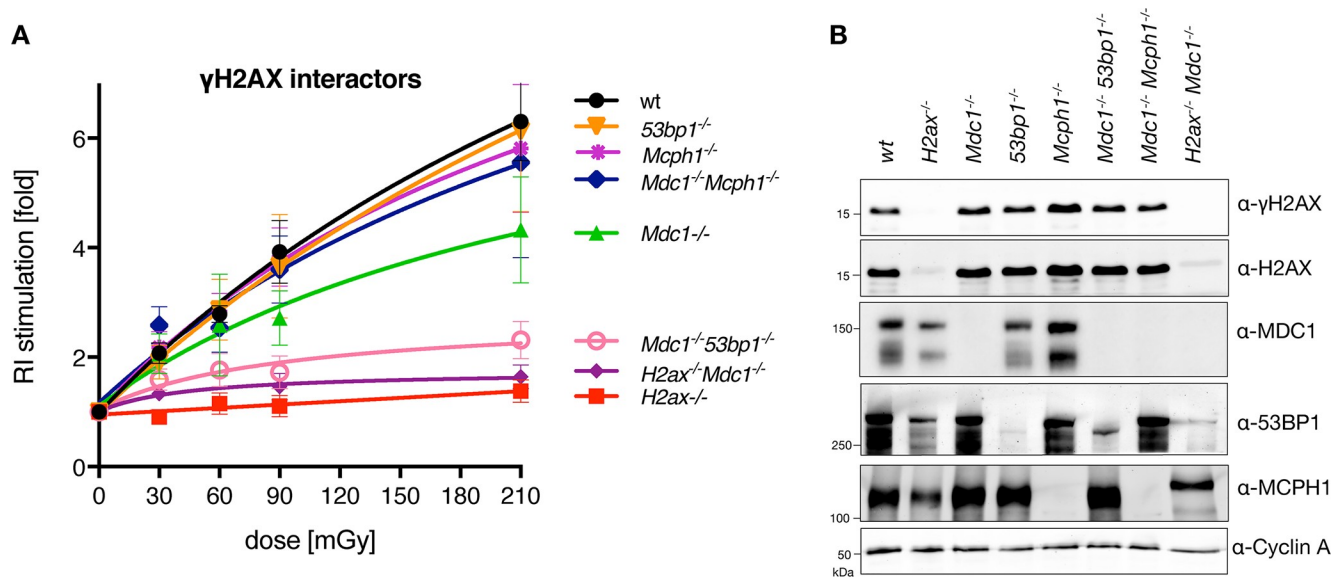 A
γH2AX interactors
RI stimulation [fold]
6
4
2
0
0 30 60 90 120 150 180 210
dose [mGy]
wt
53bp1-/-
Mcph1-/-
Mdc1-/-Mcph1-/-
Mdc1-/-
Mdc1-/-53bp1-/-
H2ax-/-Mdc1-/-
H2ax-/-
B
wt
H2ax-/-
Mdc1-/-
53bp1-/-
Mcph1-/-
Mdc1-/- 53bp1-/-
Mdc1-/- Mcph1-/-
H2ax-/- Mdc1-/-
15 α-γH2AX
15 α-H2AX
150 α-MDC1
250 α-53BP1
100 α-MCPH1
50 α-Cyclin A
kDa